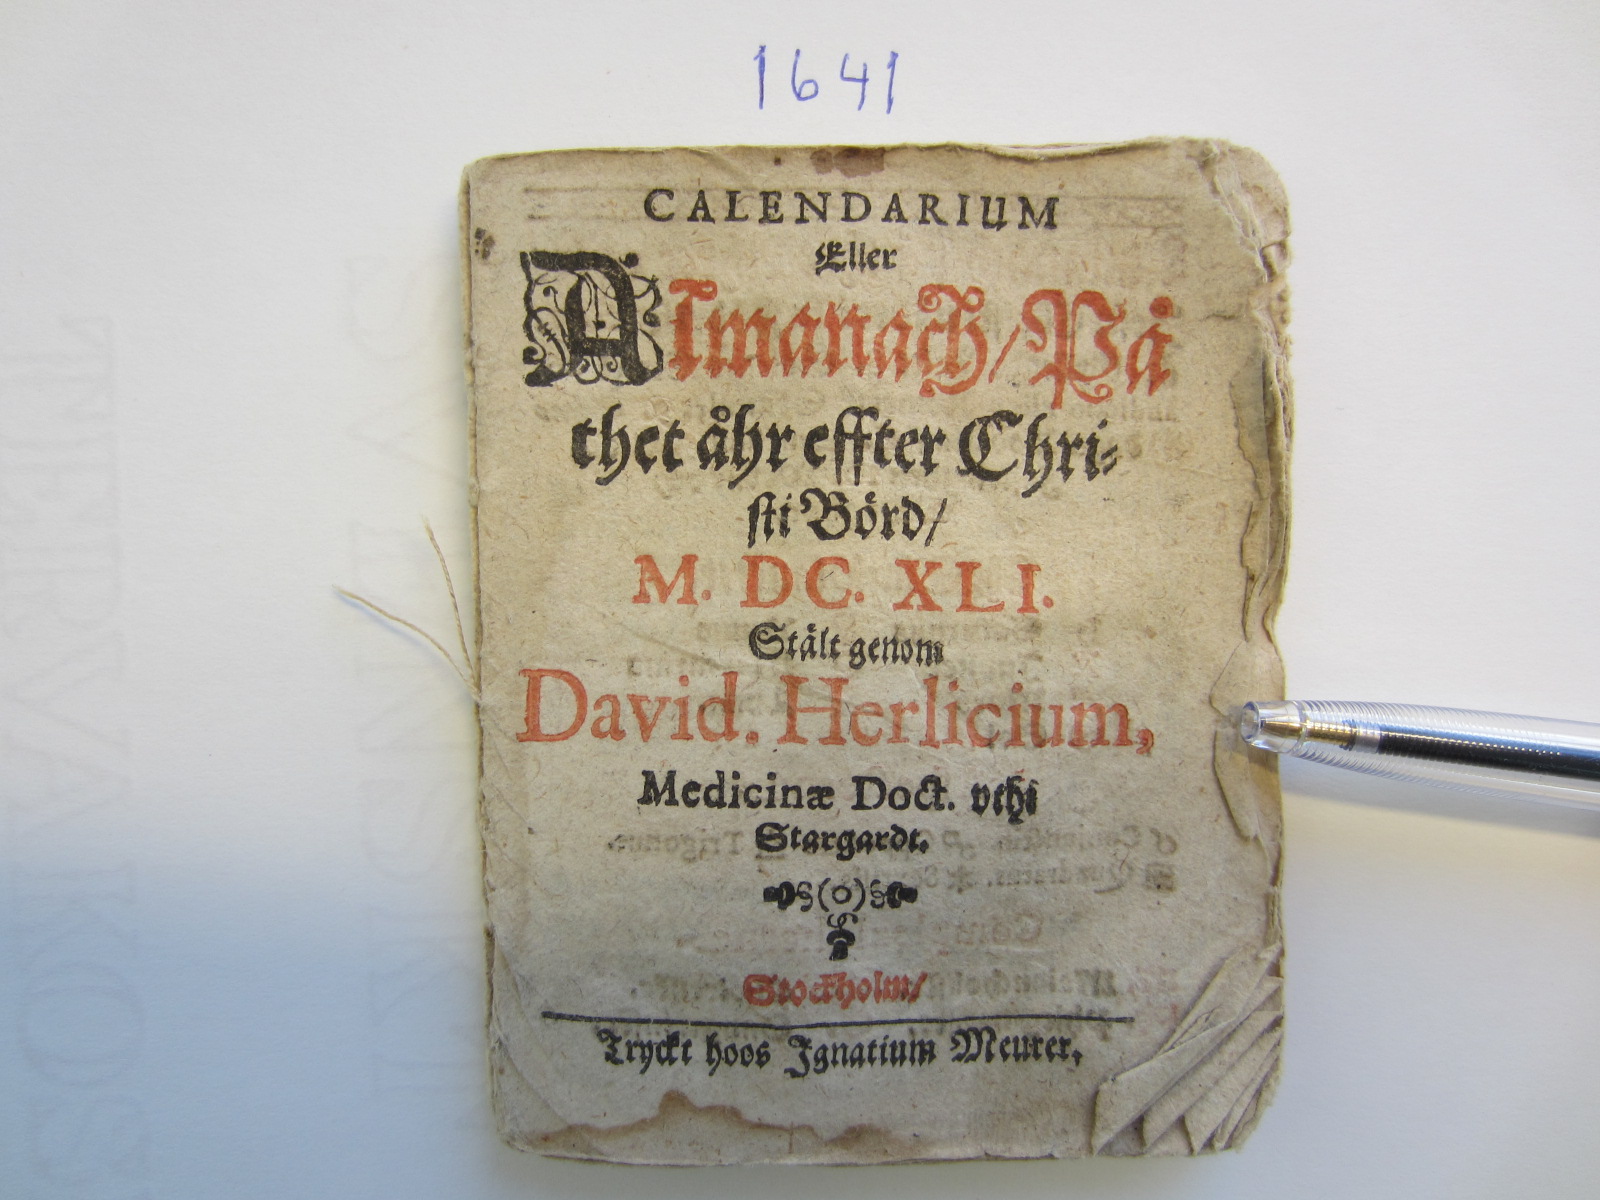 1641
CALENDARIUM
Eller
Almanach/ På
thet åhr effter Chri-
sti Börd/
M. DC. XLI.
Stält genom
David. Herlicium,
Medicinæ Doct. vthi
Stargardt.
§(o)§
Stockholm/
Tryckt hoos Ignatium Meurer,